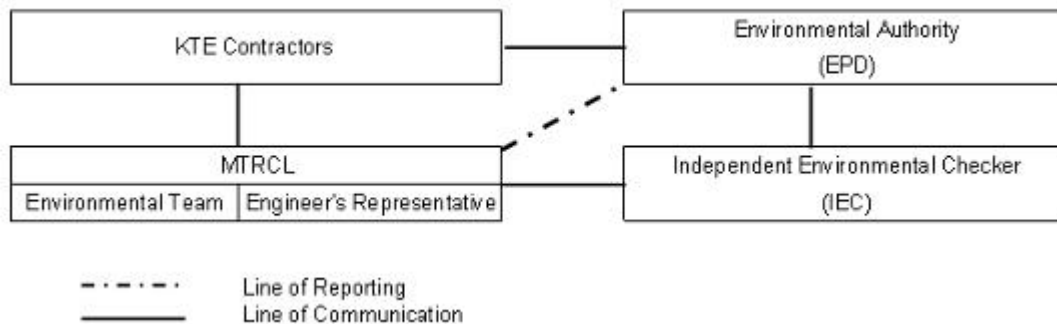 KTE Contractors
Environmental Authority
(EPD)
MTRCL
Environmental Team
Engineer's Representative
Independent Environmental Checker
(IEC)
Line of Reporting
Line of Communication